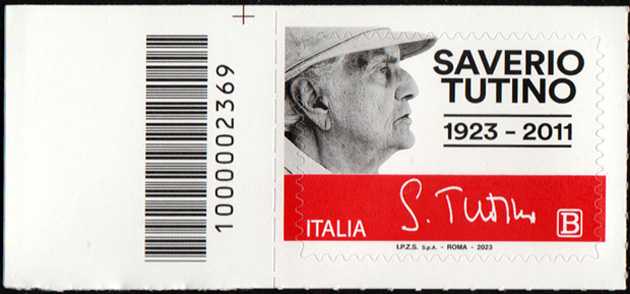 1000002369
SAVERIO
TUTINO
1923 - 2011
ITALIA
S. Tutino
B
I.P.Z.S. S.p.A. - ROMA - 2023